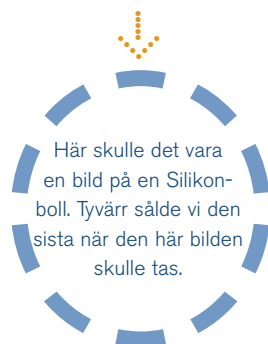 Här skulle det vara
en bild på en Silikon-
boll. Tyvärr sålde vi den
sista när den här bilden
skulle tas.